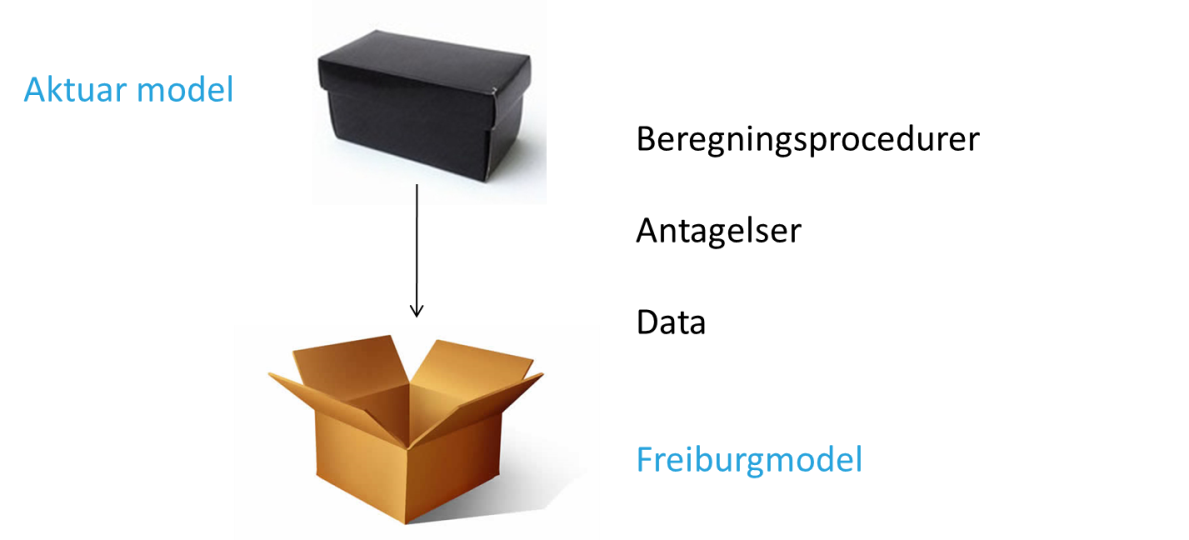 Aktuar model
Beregningsprocedurer
Antagelser
Data
Freiburgmodel